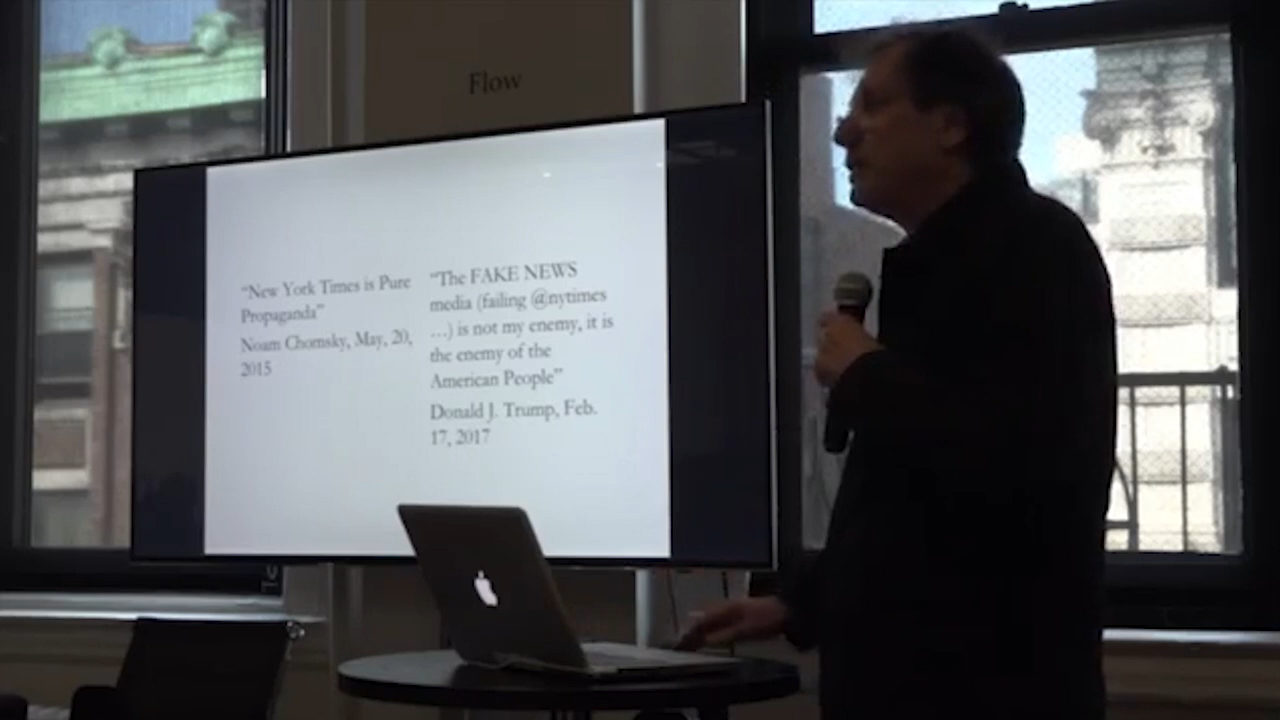 Flow
“New York Times is Pure
Propaganda”
Noam Chomsky, May, 20,
2015
“The FAKE NEWS
media (failing @nytimes
…) is not my enemy, it is
the enemy of the
American People”
Donald J. Trump, Feb.
17, 2017